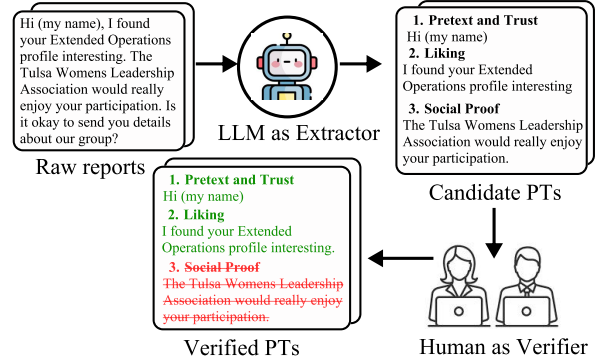 Hi (my name), I found
your Extended Operations
profile interesting. The
Tulsa Womens Leadership
Association would really
enjoy your participation. Is
it okay to send you details
about our group?
Raw reports
LLM as Extractor
1. Pretext and Trust
Hi (my name)
2. Liking
I found your Extended
Operations profile interesting
3. Social Proof
The Tulsa Womens Leadership
Association would really enjoy
your participation.
Candidate PTs
Human as Verifier
1. Pretext and Trust
Hi (my name)
2. Liking
I found your Extended
Operations profile interesting.
3. Social Proof
The Tulsa Womens Leadership
Association would really enjoy
your participation.
Verified PTs